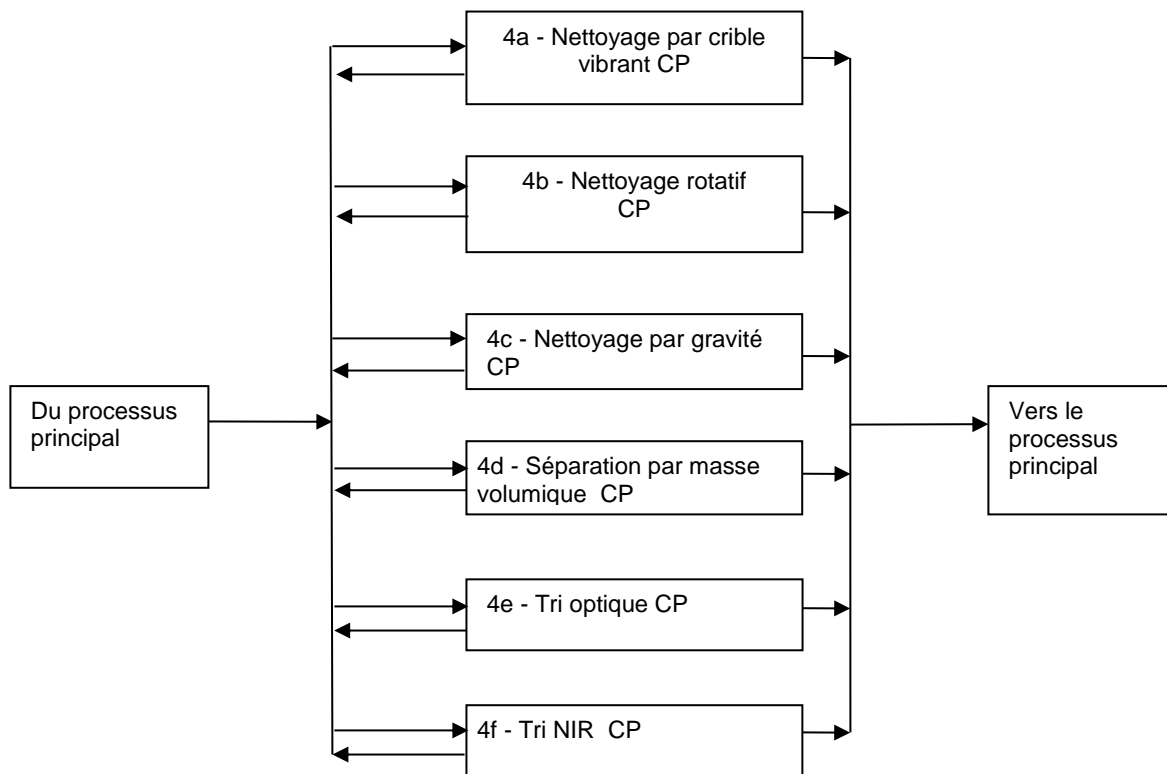 4a - Nettoyage par crible
vibrant CP
4b - Nettoyage rotatif
CP
4c - Nettoyage par gravité
CP
Du processus
principal
Vers le
processus
principal
4d - Séparation par masse
volumique CP
4e - Tri optique CP
4f - Tri NIR CP